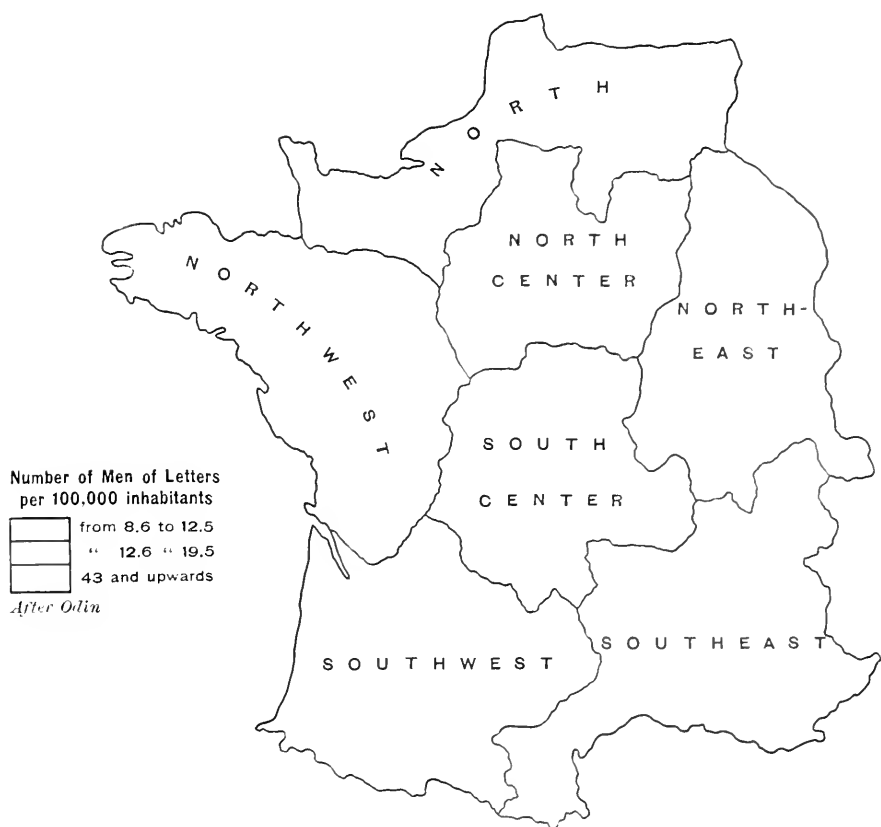 NORTH
NORTH
CENTER
NORTHWEST
NORTH-
EAST
SOUTH
CENTER
Number of Men of Letters
per 100,000 inhabitants
from 8.6 to 12.5
“ 12.6 “ 19.5
43 and upwards
After Odin
SOUTHEAST
SOUTHWEST